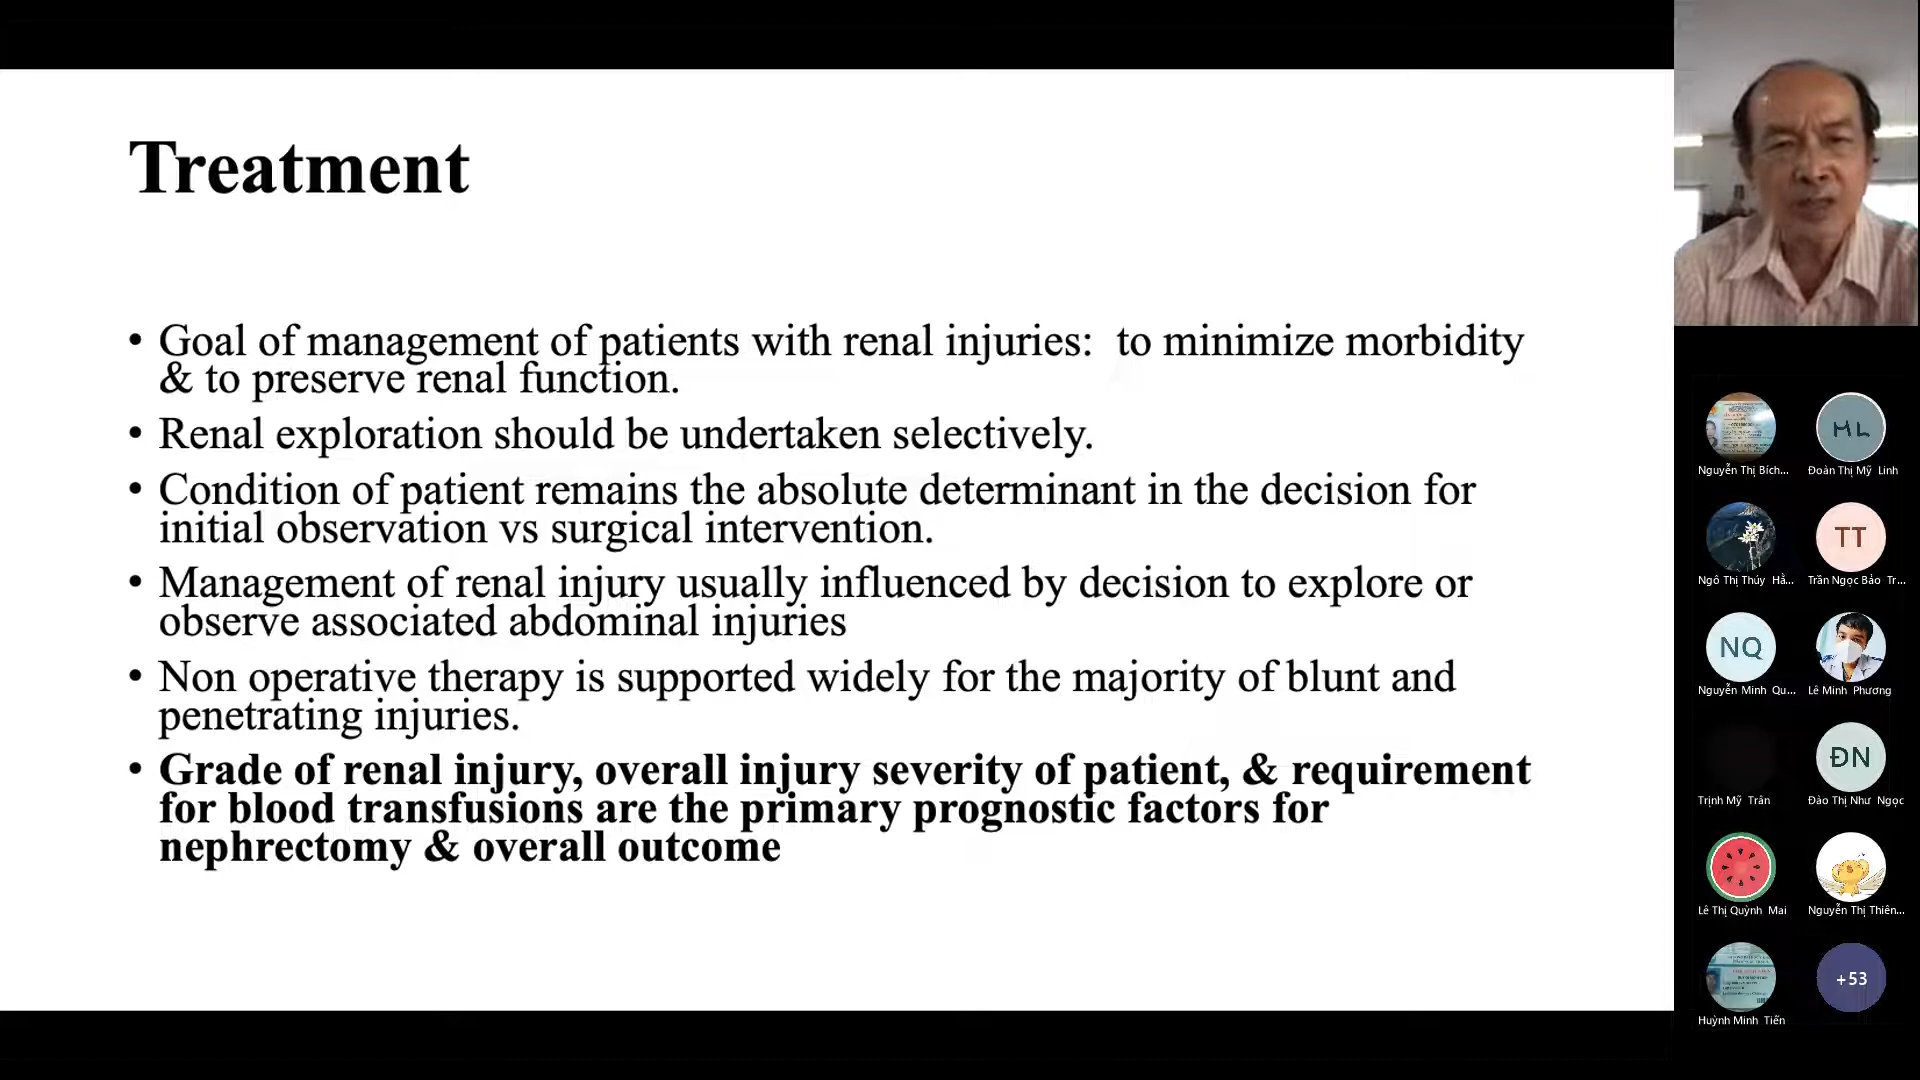 Treatment
• Goal of management of patients with renal injuries:  to minimize morbidity
& to preserve renal function.
• Renal exploration should be undertaken selectively.
• Condition of patient remains the absolute determinant in the decision for
initial observation vs surgical intervention.
• Management of renal injury usually influenced by decision to explore or
observe associated abdominal injuries
• Non operative therapy is supported widely for the majority of blunt and
penetrating injuries.
• Grade of renal injury, overall injury severity of patient, & requirement
for blood transfusions are the primary prognostic factors for
nephrectomy & overall outcome
ML
Nguyễn Thị Bích...
Đoàn Thị Mỹ Linh
TT
Ngô Thị Thúy Hằ...
Trần Ngọc Bảo Tr...
NQ
Nguyễn Minh Qu...
Lê Minh Phương
ĐN
Trịnh Mỹ Trân
Đào Thị Như Ngọc
Lê Thị Quỳnh Mai
Nguyễn Thị Thiên...
+53
Huỳnh Minh Tiến